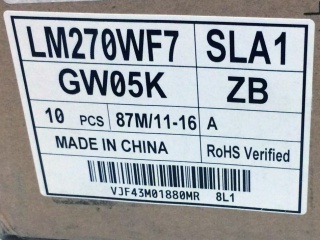 LM270WF7 SLA1
GW05K ZB
10 PCS 87M/11-16 A
MADE IN CHINA RoHS Verified
VJF43M01880MR 8L1